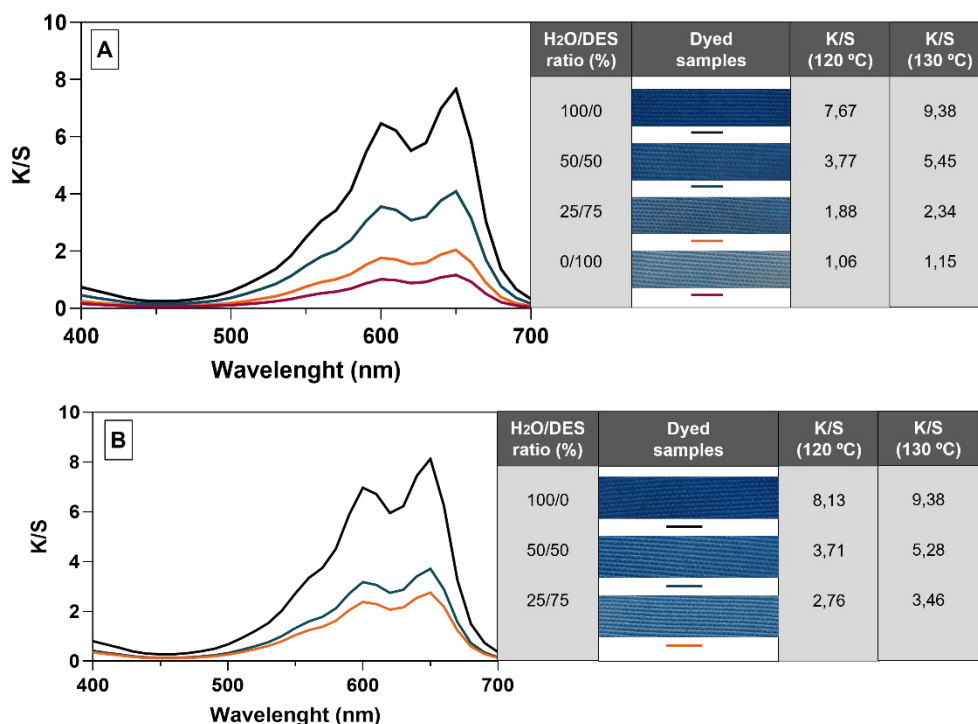 A
K/S
10
8
6
4
2
0
400 500 600 700
Wavelenght (nm)
H2O/DES ratio (%) Dyed samples K/S (120 ºC) K/S (130 ºC)
100/0 7,67 9,38
50/50 3,77 5,45
25/75 1,88 2,34
0/100 1,06 1,15
B
K/S
10
8
6
4
2
0
400 500 600 700
Wavelenght (nm)
H2O/DES ratio (%) Dyed samples K/S (120 ºC) K/S (130 ºC)
100/0 8,13 9,38
50/50 3,71 5,28
25/75 2,76 3,46